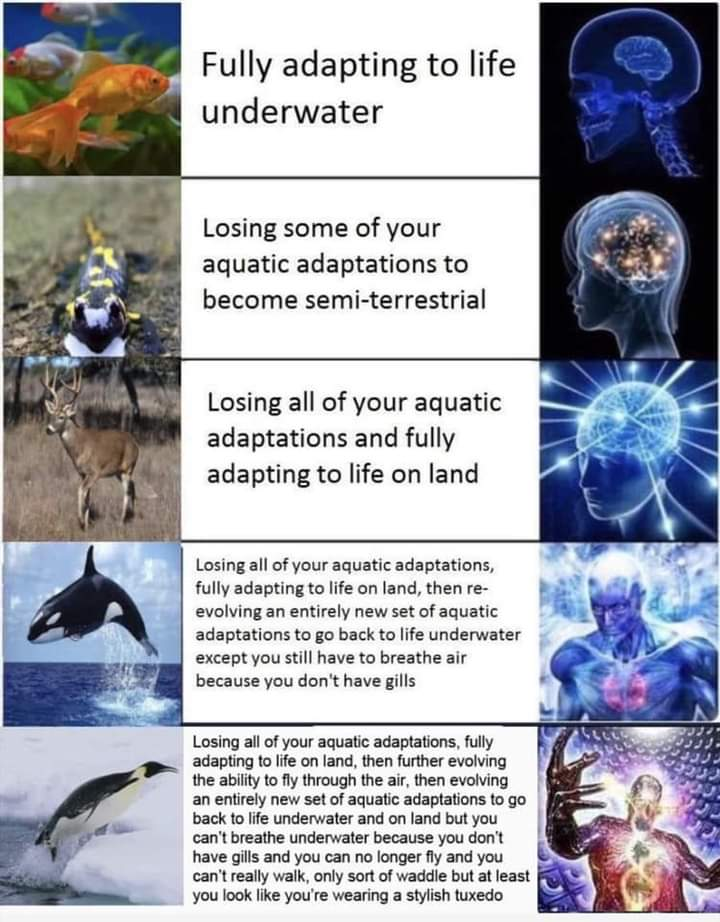 Fully adapting to life
underwater
Losing some of your
aquatic adaptations to
become semi-terrestrial
Losing all of your aquatic
adaptations and fully
adapting to life on land
Losing all of your aquatic adaptations,
fully adapting to life on land, then re-
evolving an entirely new set of aquatic
adaptations to go back to life underwater
except you still have to breathe air
because you don't have gills
Losing all of your aquatic adaptations, fully
adapting to life on land, then further evolving
the ability to fly through the air, then evolving
an entirely new set of aquatic adaptations to go
back to life underwater and on land but you
can't breathe underwater because you don't
have gills and you can no longer fly and you
can't really walk, only sort of waddle but at least
you look like you're wearing a stylish tuxedo